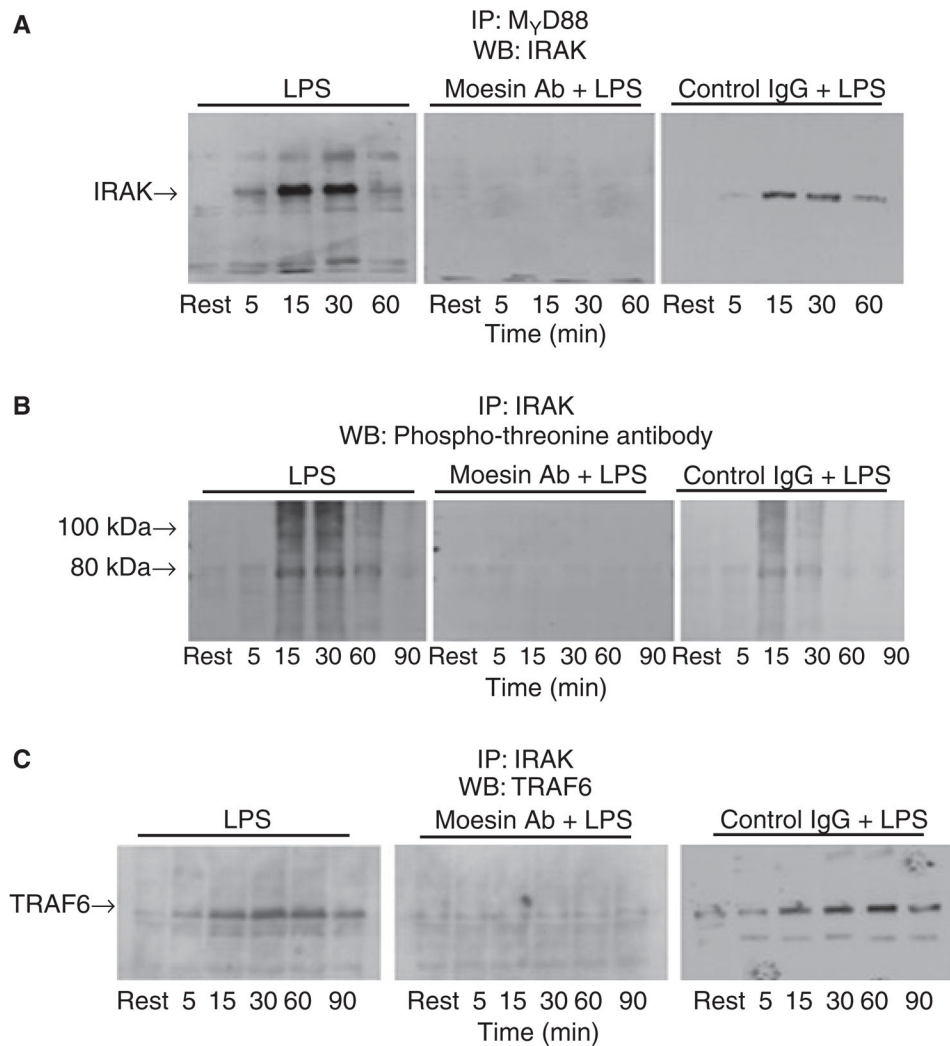 A
IP: MYD88
WB: IRAK
LPS
Moesin Ab + LPS
Control IgG + LPS
IRAK→
Rest 5 15 30 60 Rest 5 15 30 60 Rest 5 15 30 60
Time (min)
B
IP: IRAK
WB: Phospho-threonine antibody
LPS
Moesin Ab + LPS
Control IgG + LPS
100 kDa→
80 kDa→
Rest 5 15 30 60 90 Rest 5 15 30 60 90 Rest 5 15 30 60 90
Time (min)
C
IP: IRAK
WB: TRAF6
LPS
Moesin Ab + LPS
Control IgG + LPS
TRAF6→
Rest 5 15 30 60 90 Rest 5 15 30 60 90 Rest 5 15 30 60 90
Time (min)